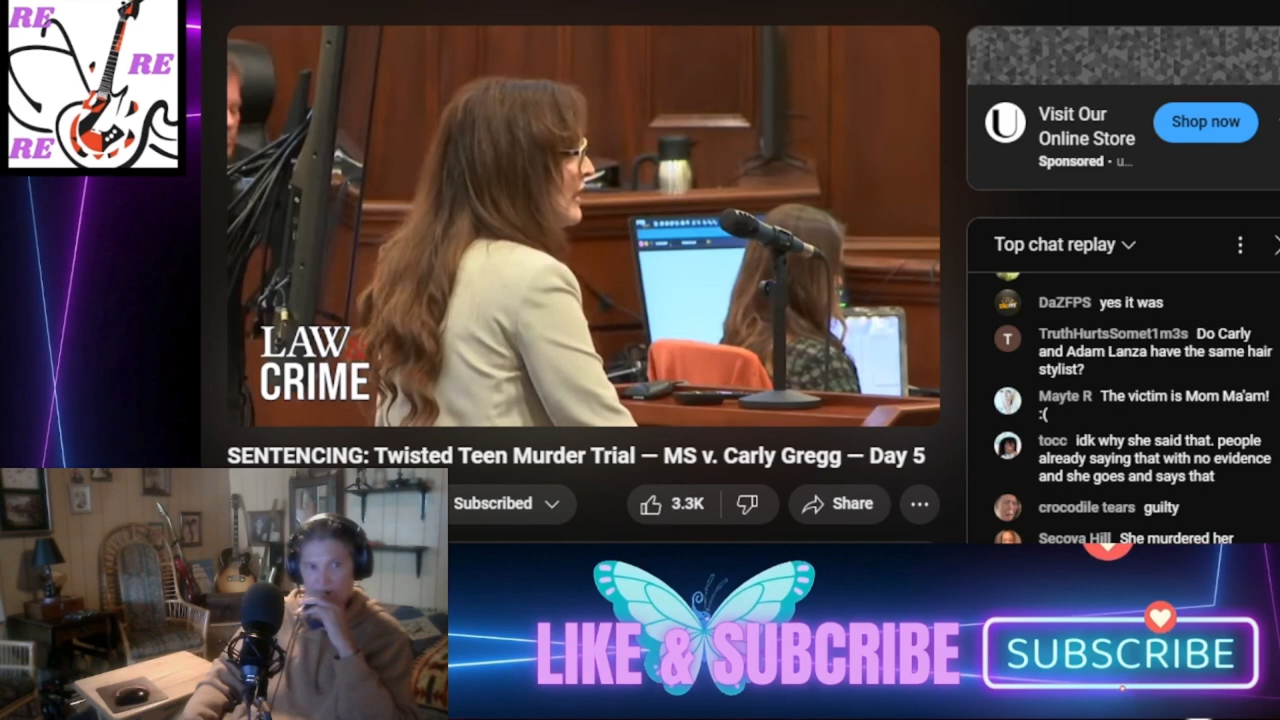 RE
RE
RE
LAW &
CRIME
SENTENCING: Twisted Teen Murder Trial — MS v. Carly Gregg — Day 5
Subscribed
3.3K
Share
Visit Our
Online Store
Sponsored · u...
Shop now
Top chat replay
DaZFPS yes it was
T
TruthHurtsSomet1m3s Do Carly
and Adam Lanza have the same hair
stylist?
Mayte R The victim is Mom Ma'am!
:(
tocc idk why she said that. people
already saying that with no evidence
and she goes and says that
crocodile tears guilty
Secova Hill She murdered her
LIKE & SUBCRIBE
SUBSCRIBE